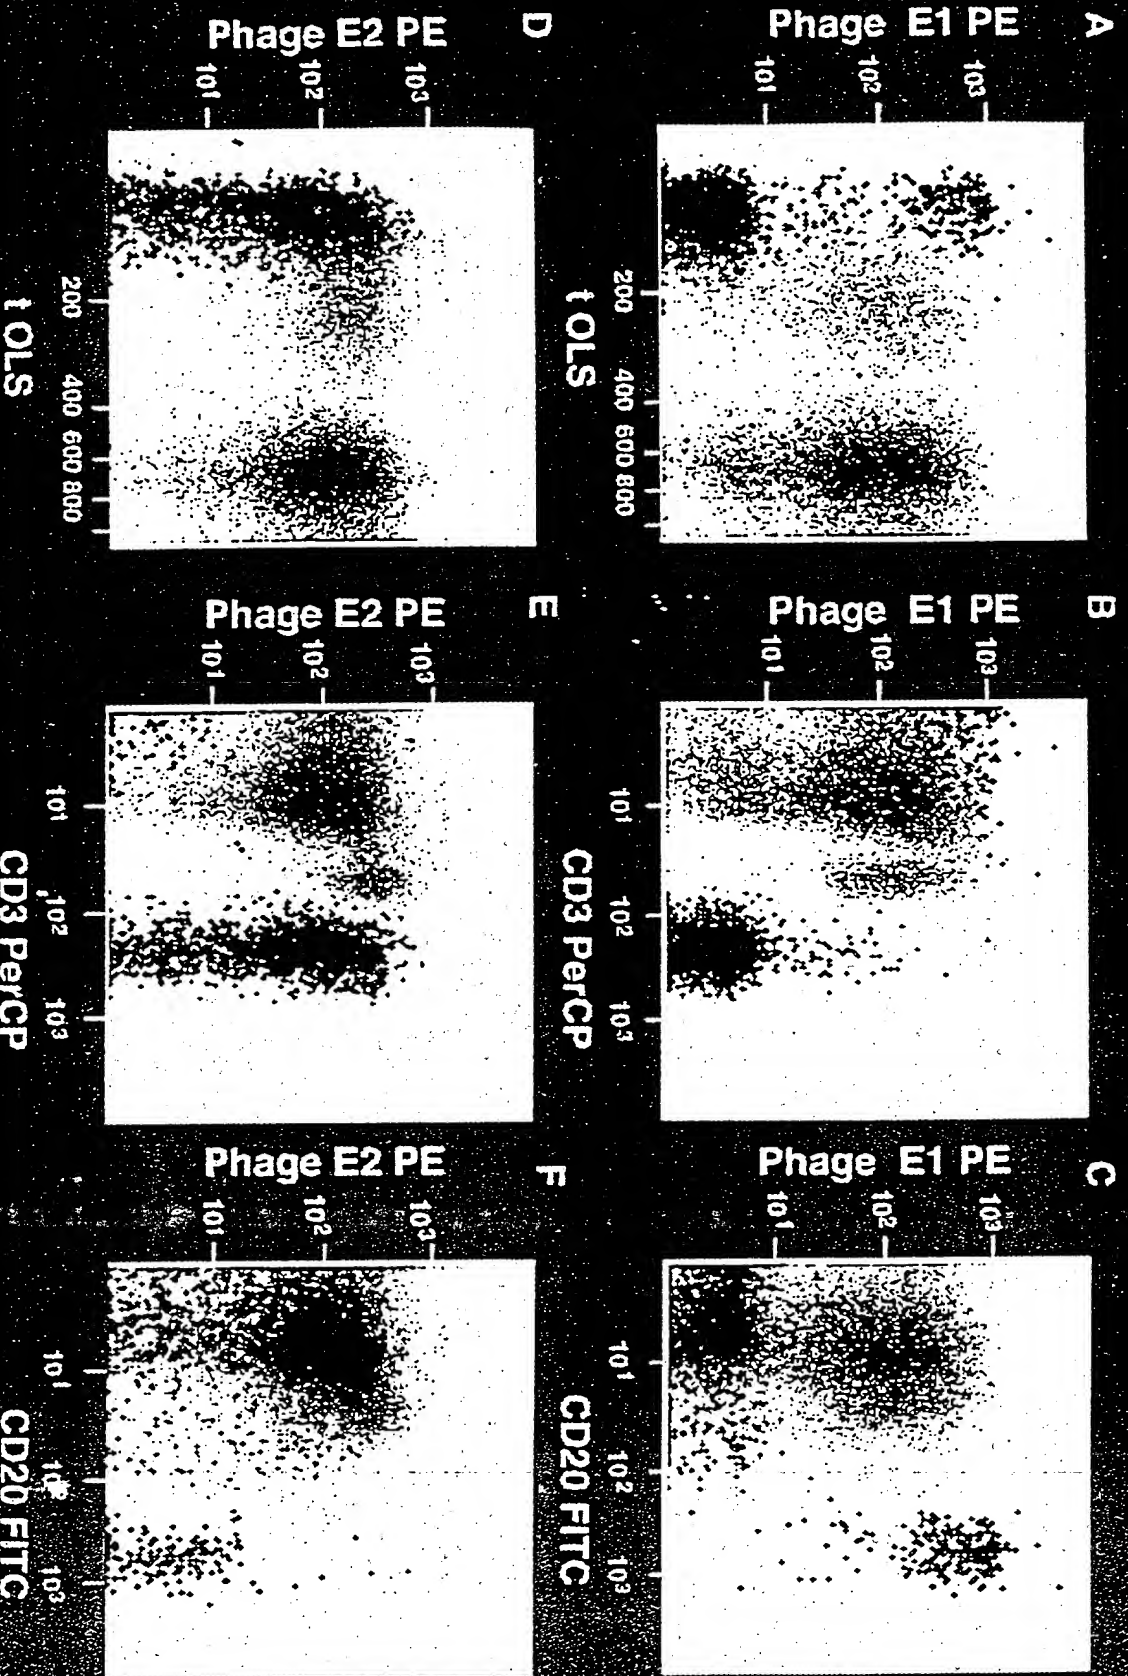 A
Phage E1 PE
10³
10²
10¹
200 400 600 800
t OLS
B
Phage E1 PE
10³
10²
10¹
10¹ 10² 10³
CD3 PerCP
C
Phage E1 PE
10³
10²
10¹
10¹ 10² 10³
CD20 FITC
D
Phage E2 PE
10³
10²
10¹
200 400 600 800
t OLS
E
Phage E2 PE
10³
10²
10¹
10¹ 10² 10³
CD3 PerCP
F
Phage E2 PE
10³
10²
10¹
10¹ 10² 10³
CD20 FITC